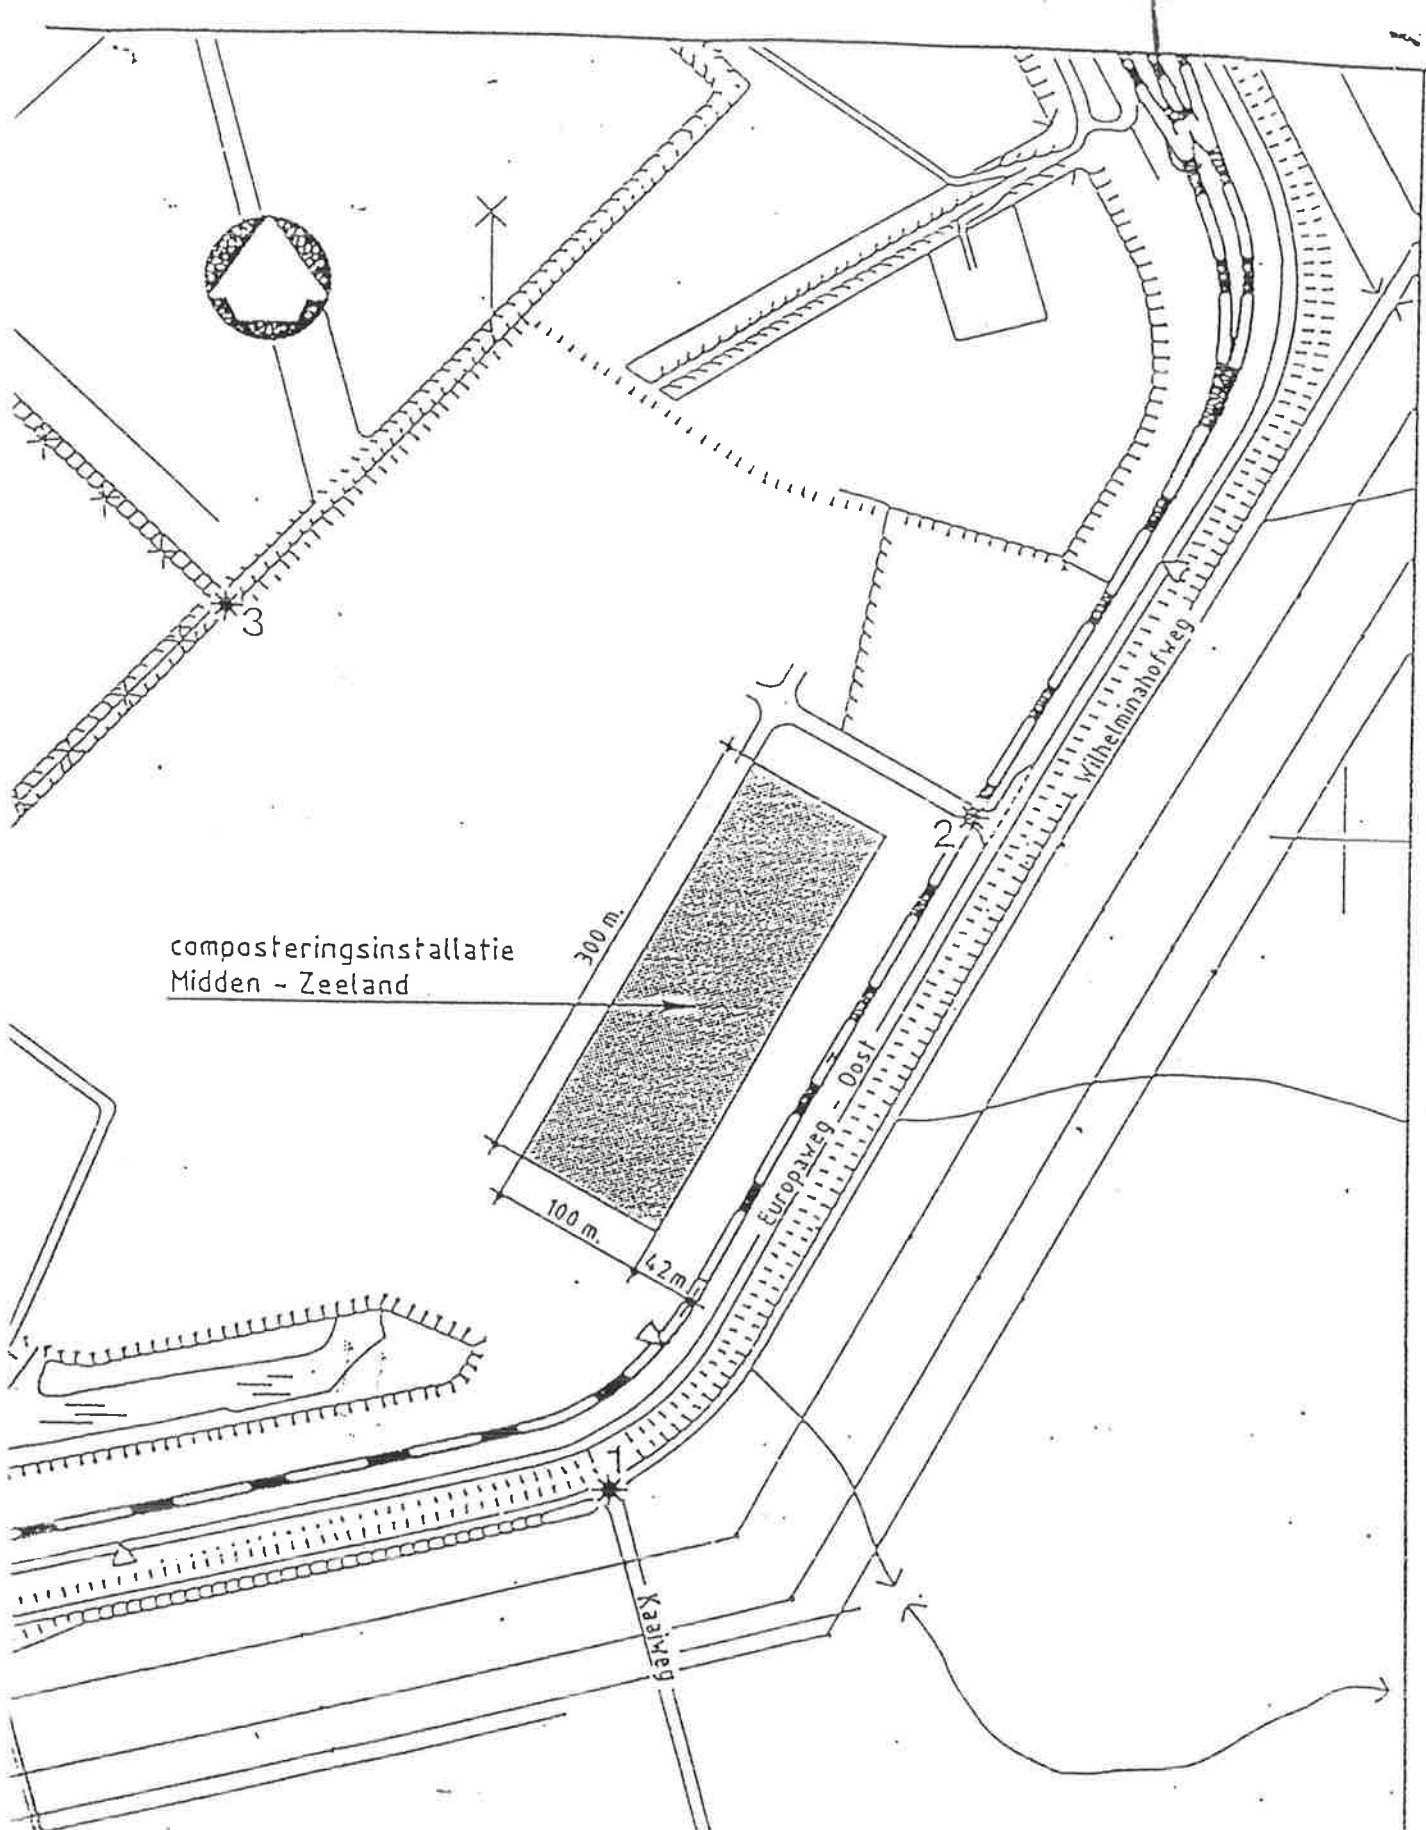 3
Wilhelminahofweg
2
300 m.
composteringsinstallatie
Midden - Zeeland
Europaweg - Oost
100 m.
42m
1
Kaaiweg